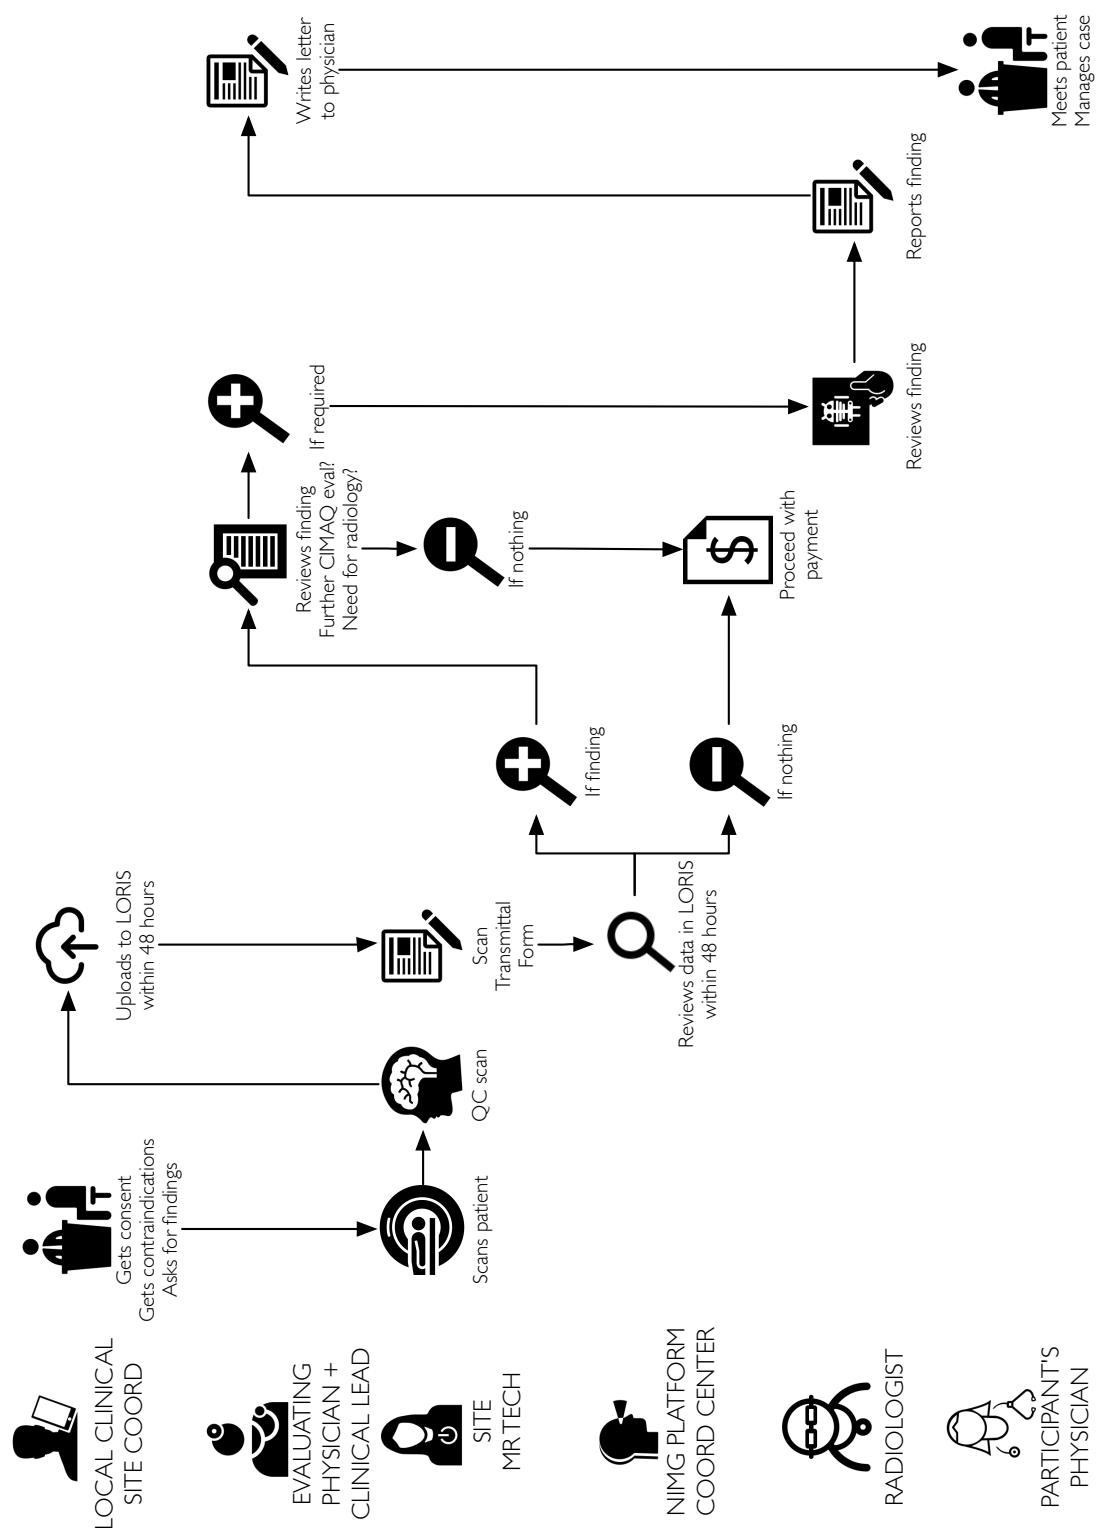 LOCAL CLINICAL
SITE COORD
Gets consent
Gets contraindications
Asks for findings
Uploads to LORIS
within 48 hours
EVALUATING
PHYSICIAN +
CLINICAL LEAD
Reviews finding
Further CIMAQ eval?
Need for radiology?
If required
Writes letter
to physician
SITE
MR TECH
Scans patient
QC scan
Scan
Transmittal
Form
If nothing
If finding
NIMG PLATFORM
COORD CENTER
Reviews data in LORIS
within 48 hours
If nothing
$
Proceed with
payment
RADIOLOGIST
Reviews finding
Reports finding
PARTICIPANT'S
PHYSICIAN
Meets patient
Manages case